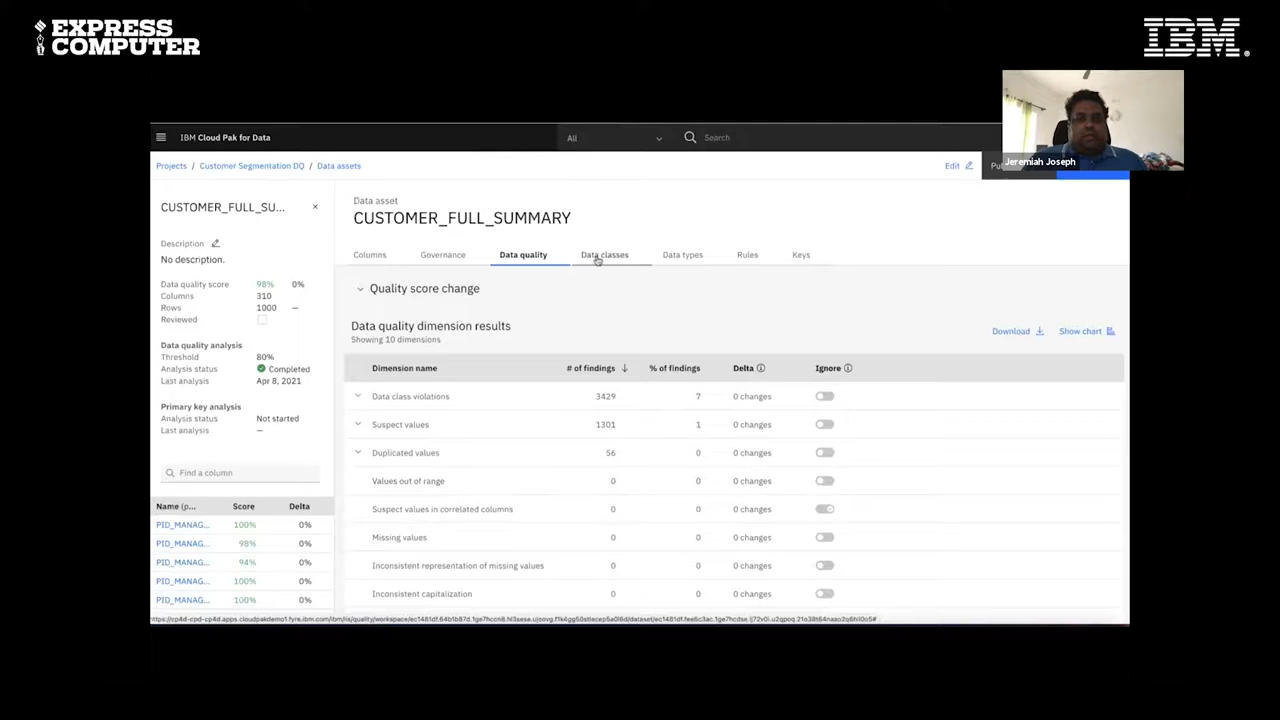 EXPRESS
COMPUTER
IBM
Jeremiah Joseph
IBM Cloud Pak for Data
All
Search
Projects / Customer Segmentation DQ / Data assets
Edit
CUSTOMER_FULL_SU...
Description
No description.
Data quality score 98% 0%
Columns 310
Rows 1000 —
Reviewed
Data quality analysis
Threshold 80%
Analysis status Completed
Last analysis Apr 8, 2021
Primary key analysis
Analysis status Not started
Last analysis —
Find a column
Name (p... Score Delta
PID_MANAG... 100% 0%
PID_MANAG... 98% 0%
PID_MANAG... 94% 0%
PID_MANAG... 100% 0%
PID_MANAG... 100% 0%
Data asset
CUSTOMER_FULL_SUMMARY
Columns Governance Data quality Data classes Data types Rules Keys
Quality score change
Data quality dimension results
Showing 10 dimensions
Download Show chart
Dimension name # of findings % of findings Delta Ignore
Data class violations 3429 7 0 changes
Suspect values 1301 1 0 changes
Duplicated values 56 0 0 changes
Values out of range 0 0 0 changes
Suspect values in correlated columns 0 0 0 changes
Missing values 0 0 0 changes
Inconsistent representation of missing values 0 0 0 changes
Inconsistent capitalization 0 0 0 changes